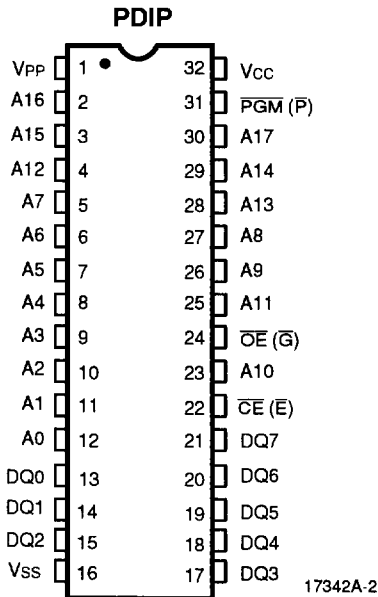 PDIP
VPP 1 32 VCC
A16 2 31 PGM (P)
A15 3 30 A17
A12 4 29 A14
A7 5 28 A13
A6 6 27 A8
A5 7 26 A9
A4 8 25 A11
A3 9 24 OE (G)
A2 10 23 A10
A1 11 22 CE (E)
A0 12 21 DQ7
DQ0 13 20 DQ6
DQ1 14 19 DQ5
DQ2 15 18 DQ4
VSS 16 17 DQ3
17342A-2